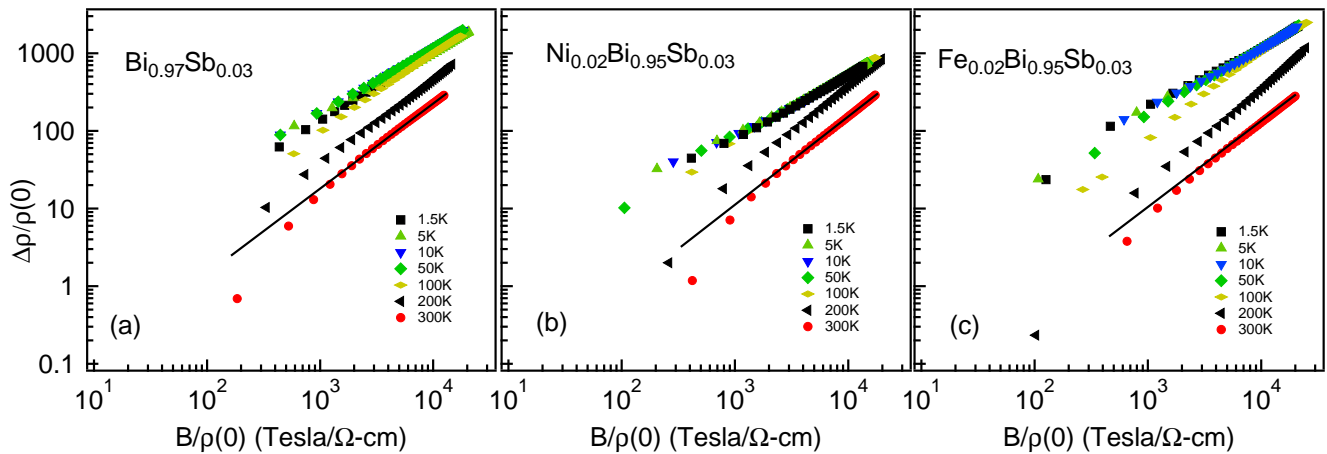 Δρ/ρ(0)
1000
100
10
1
0.1
Bi0.97Sb0.03
1.5K
5K
10K
50K
100K
200K
300K
(a)
10^1 10^2 10^3 10^4
B/ρ(0) (Tesla/Ω-cm)
Ni0.02Bi0.95Sb0.03
1.5K
5K
10K
50K
100K
200K
300K
(b)
10^1 10^2 10^3 10^4
B/ρ(0) (Tesla/Ω-cm)
Fe0.02Bi0.95Sb0.03
1.5K
5K
10K
50K
100K
200K
300K
(c)
10^1 10^2 10^3 10^4
B/ρ(0) (Tesla/Ω-cm)